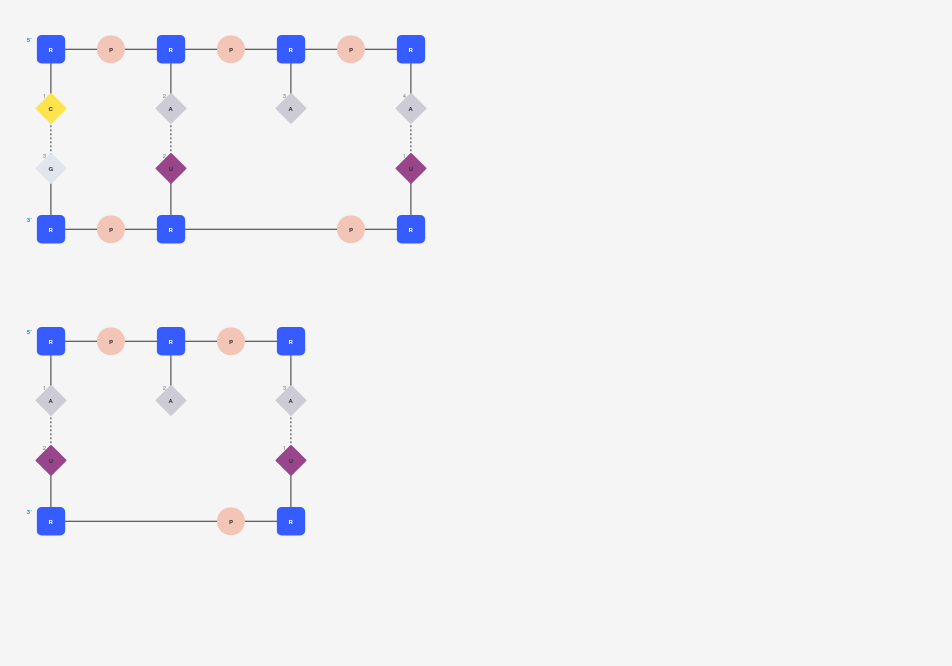 5'
R P R P R P R
1 2 3 4
C A A A
3 2 1
G U U
3'
R P R P R
5'
R P R P R
1 2 3
A A A
2 1
U U
3'
R P R